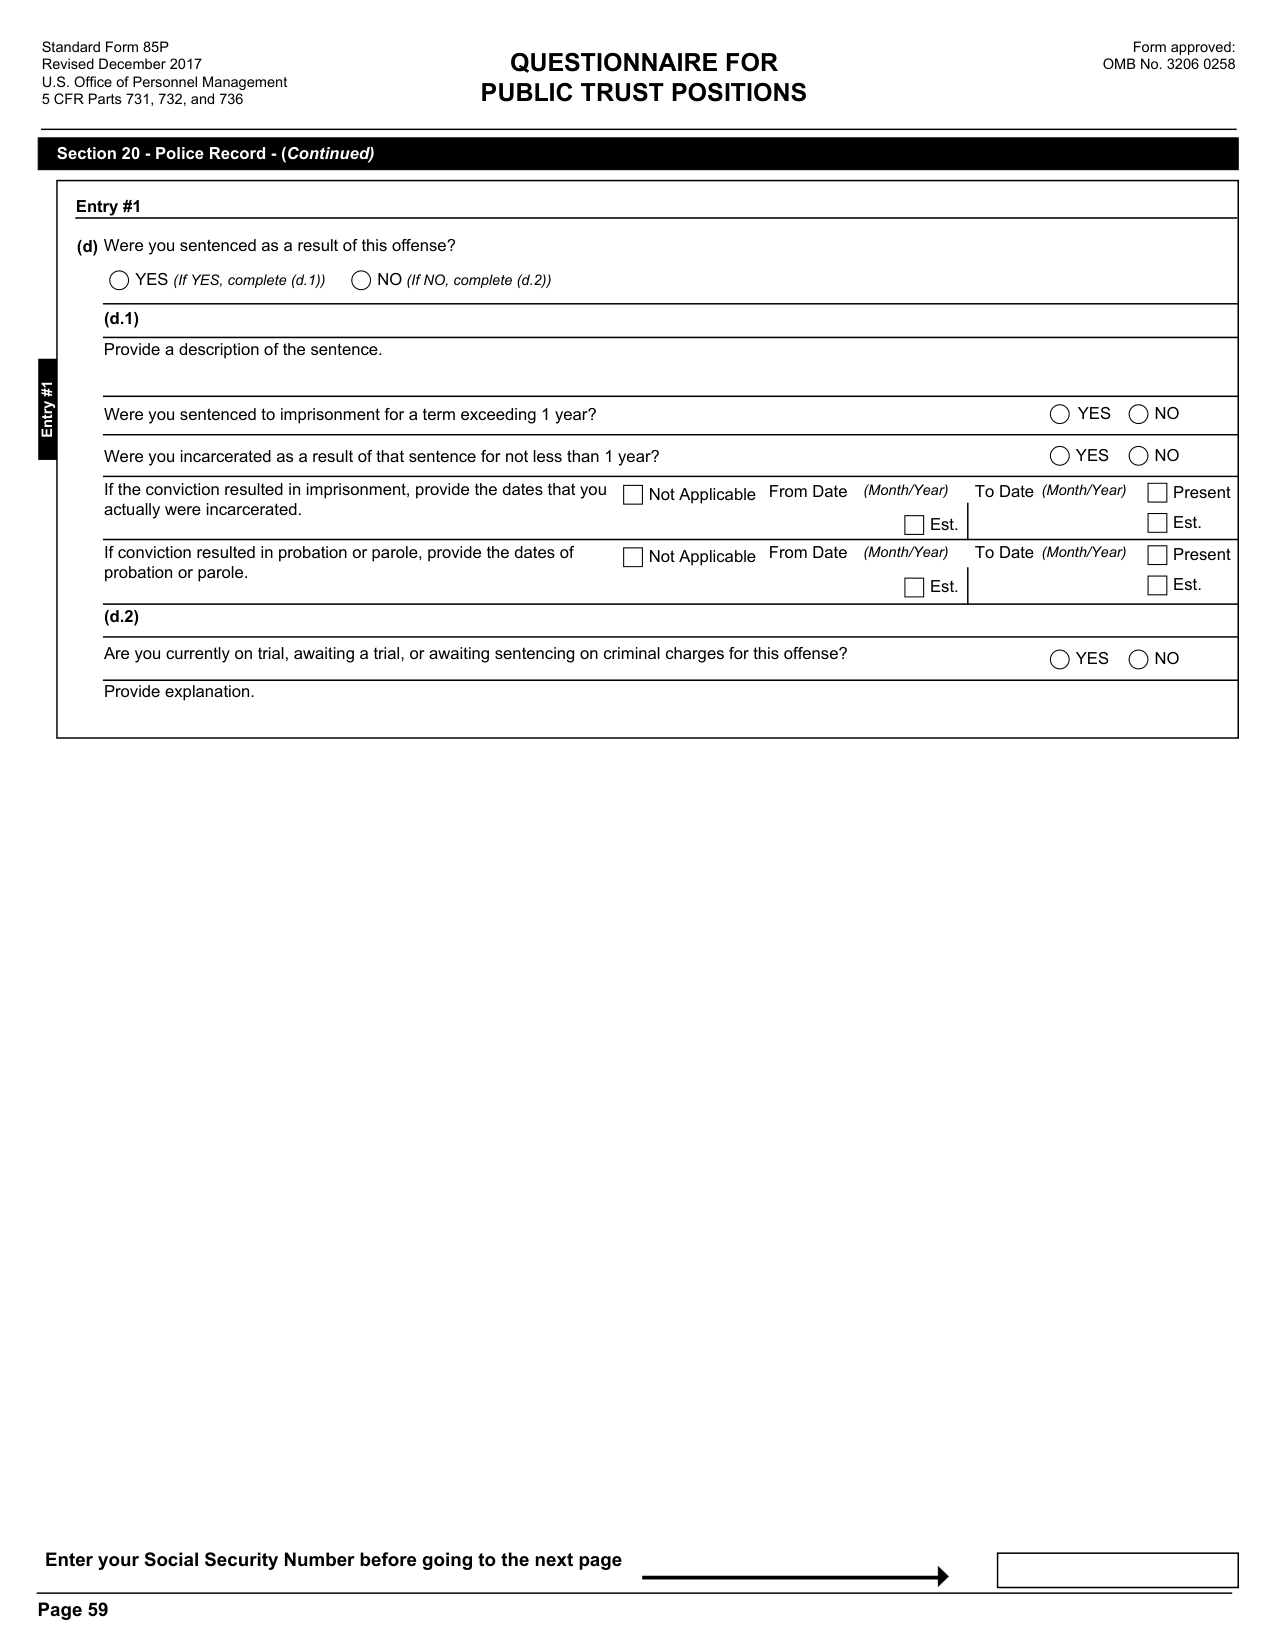 Standard Form 85P
Revised December 2017
U.S. Office of Personnel Management
5 CFR Parts 731, 732, and 736
QUESTIONNAIRE FOR
PUBLIC TRUST POSITIONS
Form approved:
OMB No. 3206 0258
Section 20 - Police Record - (Continued)
Entry #1
Entry #1
(d) Were you sentenced as a result of this offense?
YES (If YES, complete (d.1)) NO (If NO, complete (d.2))
(d.1)
Provide a description of the sentence.
Were you sentenced to imprisonment for a term exceeding 1 year? YES NO
Were you incarcerated as a result of that sentence for not less than 1 year? YES NO
If the conviction resulted in imprisonment, provide the dates that you
actually were incarcerated.
Not Applicable From Date (Month/Year) To Date (Month/Year) Present
Est. Est.
If conviction resulted in probation or parole, provide the dates of
probation or parole.
Not Applicable From Date (Month/Year) To Date (Month/Year) Present
Est. Est.
(d.2)
Are you currently on trial, awaiting a trial, or awaiting sentencing on criminal charges for this offense? YES NO
Provide explanation.
Enter your Social Security Number before going to the next page
Page 59